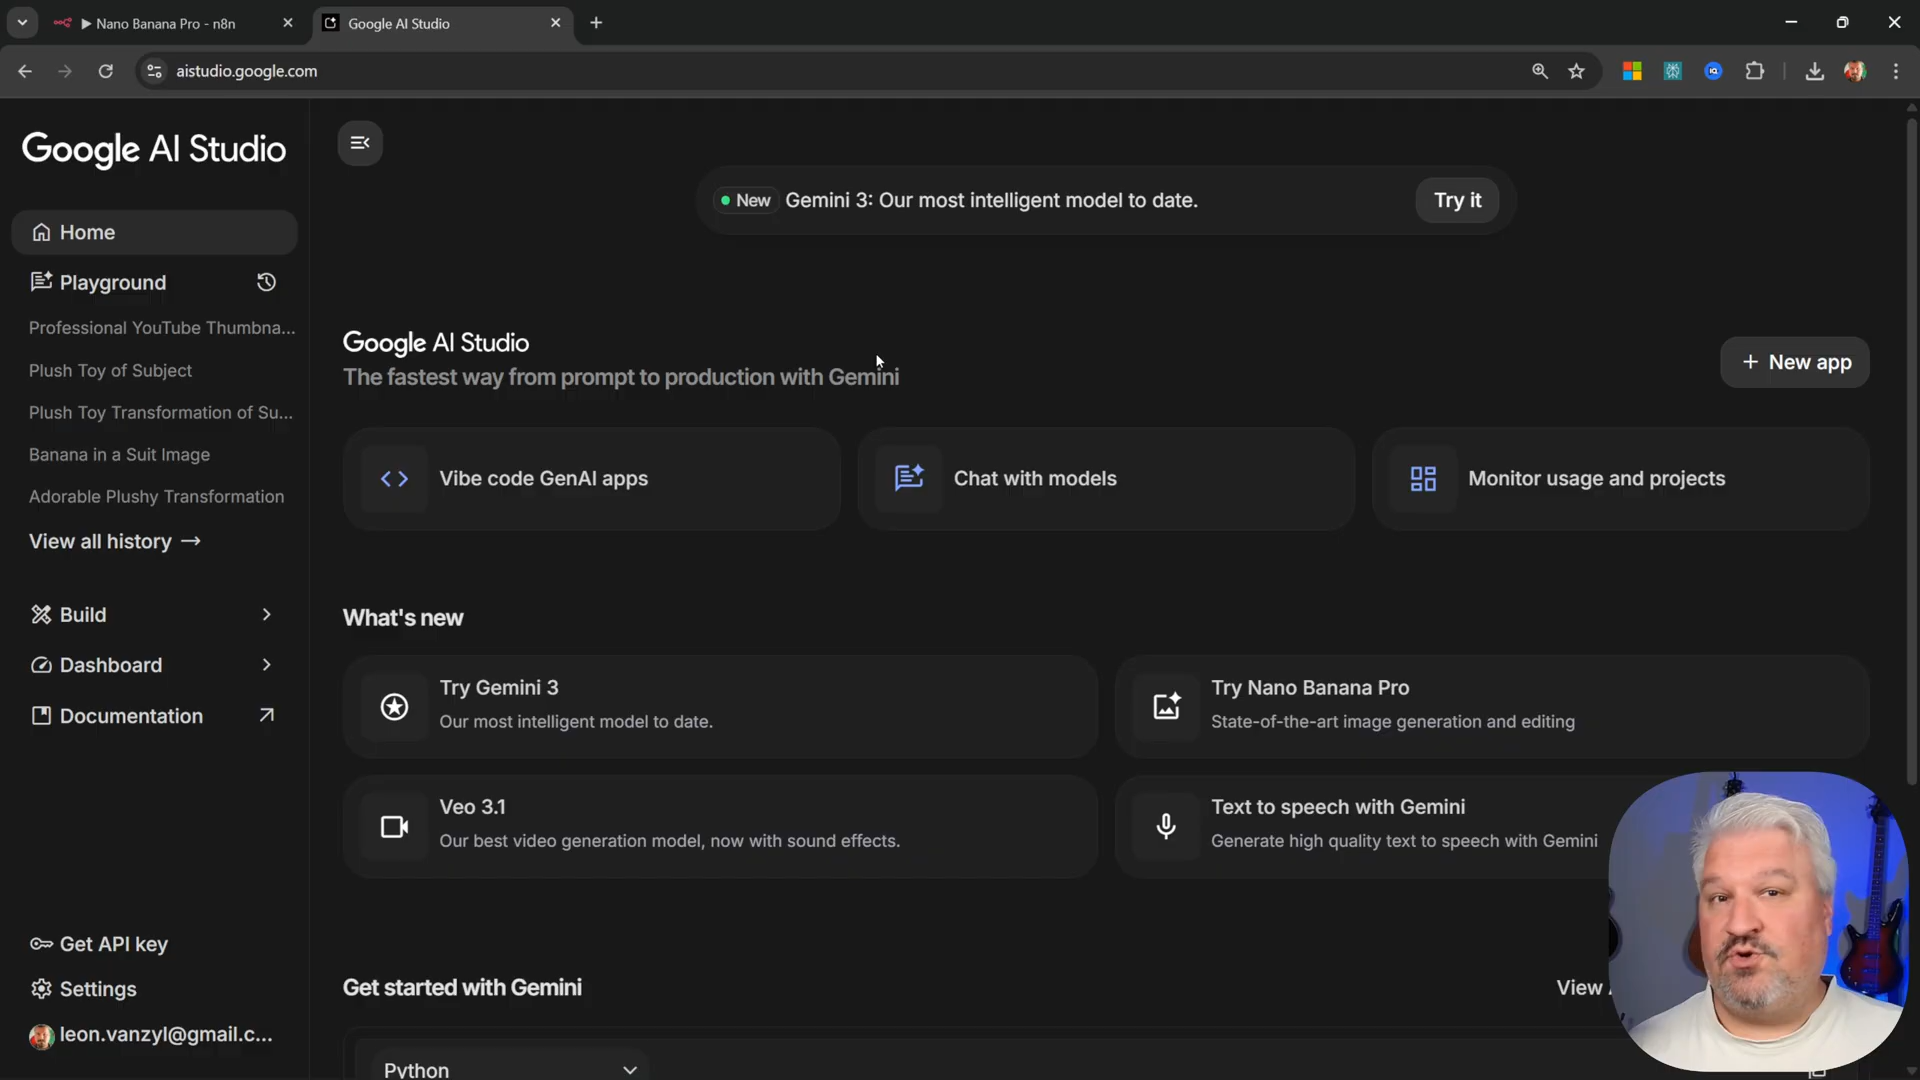 ▶ Nano Banana Pro - n8n
Google AI Studio
aistudio.google.com
Google AI Studio
New Gemini 3: Our most intelligent model to date.
Try it
Home
Playground
Professional YouTube Thumbna...
Plush Toy of Subject
Plush Toy Transformation of Su...
Banana in a Suit Image
Adorable Plushy Transformation
View all history →
Build
Dashboard
Documentation
Get API key
Settings
leon.vanzyl@gmail.c...
Google AI Studio
The fastest way from prompt to production with Gemini
+ New app
Vibe code GenAI apps
Chat with models
Monitor usage and projects
What's new
Try Gemini 3
Our most intelligent model to date.
Try Nano Banana Pro
State-of-the-art image generation and editing
Veo 3.1
Our best video generation model, now with sound effects.
Text to speech with Gemini
Generate high quality text to speech with Gemini
Get started with Gemini
View
Python